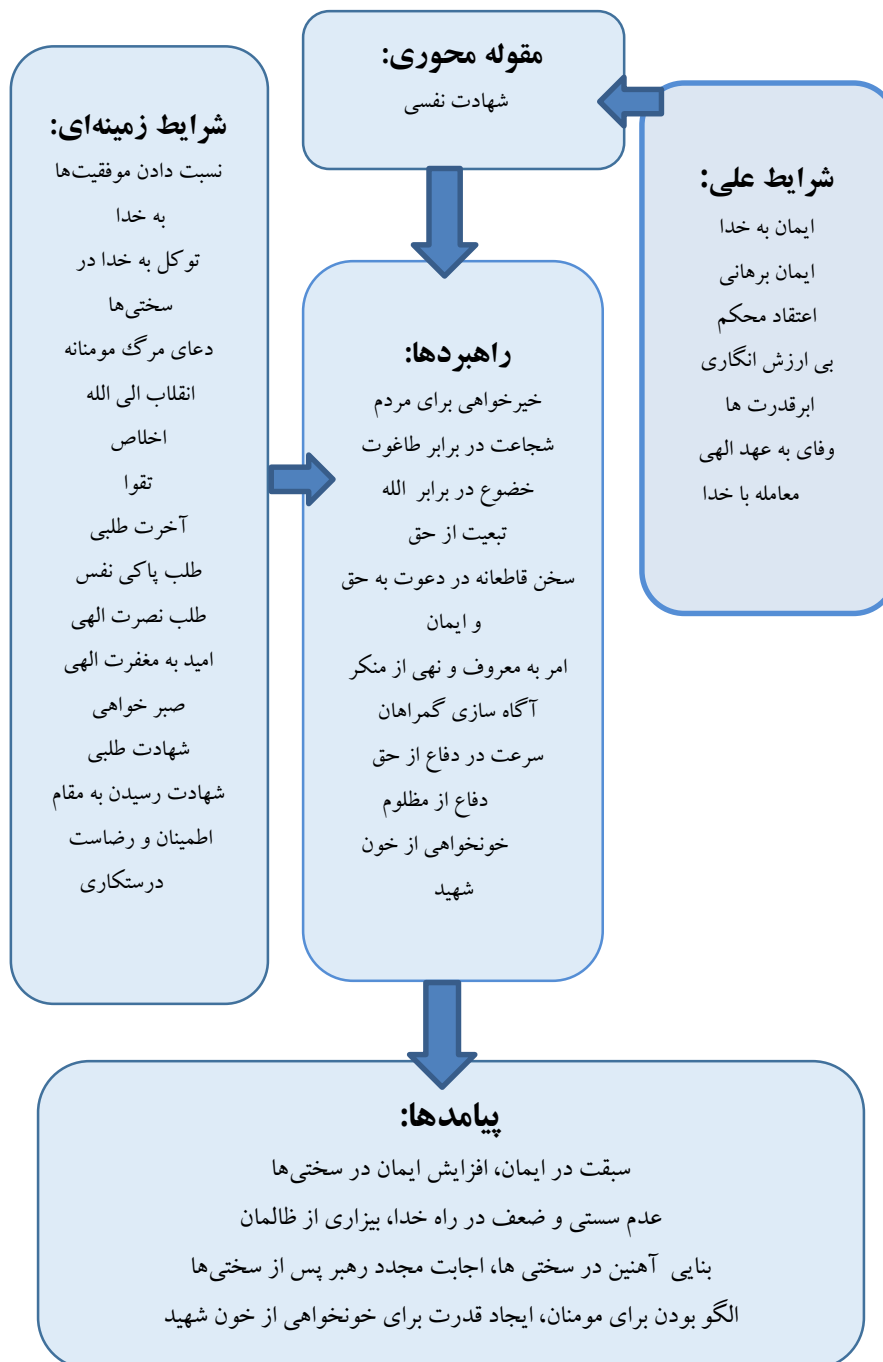 مقوله محوری:
شهادت نفسی
شرایط علی:
ایمان به خدا
ایمان برهانی
اعتقاد محکم
بی ارزش انگاری
ابرقدرت ها
وفای به عهد الهی
معامله با خدا
راهبردها:
خیرخواهی برای مردم
شجاعت در برابر طاغوت
خضوع در برابر الله
تبعیت از حق
سخن قاطعانه در دعوت به حق
و ایمان
امر به معروف و نهی از منکر
آگاه سازی گمراهان
سرعت در دفاع از حق
دفاع از مظلوم
خونخواهی از خون
شهید
شرایط زمینه‌ای:
نسبت دادن موفقیت‌ها
به خدا
توکل به خدا در
سختی‌ها
دعای مرگ مومنانه
انقلاب الی الله
اخلاص
تقوا
آخرت طلبی
طلب پاکی نفس
طلب نصرت الهی
امید به مغفرت الهی
صبر خواهی
شهادت طلبی
شهادت رسیدن به مقام
اطمینان و رضاست
درستکاری
پیامدها:
سبقت در ایمان، افزایش ایمان در سختی‌ها
عدم سستی و ضعف در راه خدا، بیزاری از ظالمان
بنایی آهنین در سختی ها، اجابت مجدد رهبر پس از سختی‌ها
الگو بودن برای مومنان، ایجاد قدرت برای خونخواهی از خون شهید